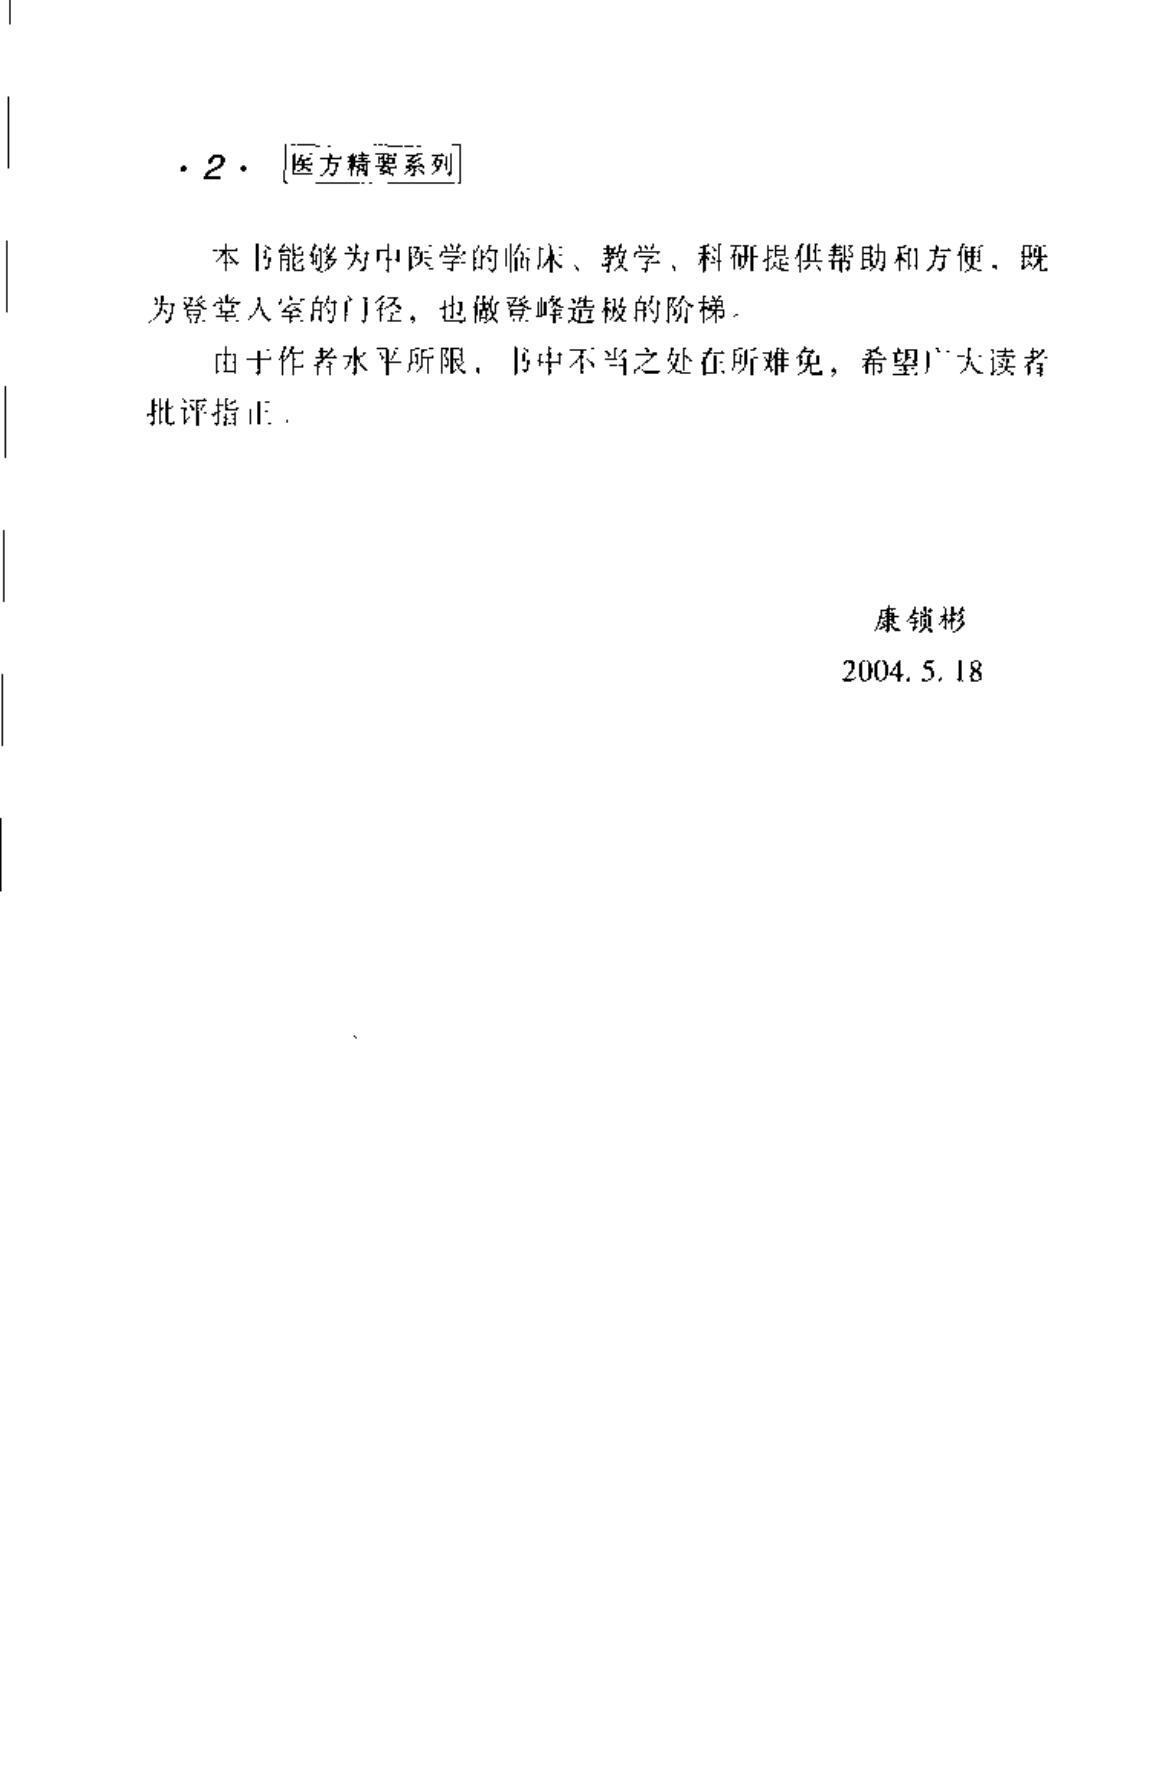 ·2· 医方精要系列
本书能够为中医学的临床、教学、科研提供帮助和方便，既
为登堂入室的门径，也做登峰造极的阶梯。
由于作者水平所限，书中不当之处在所难免，希望广大读者
批评指正。
康锁彬
2004.5.18